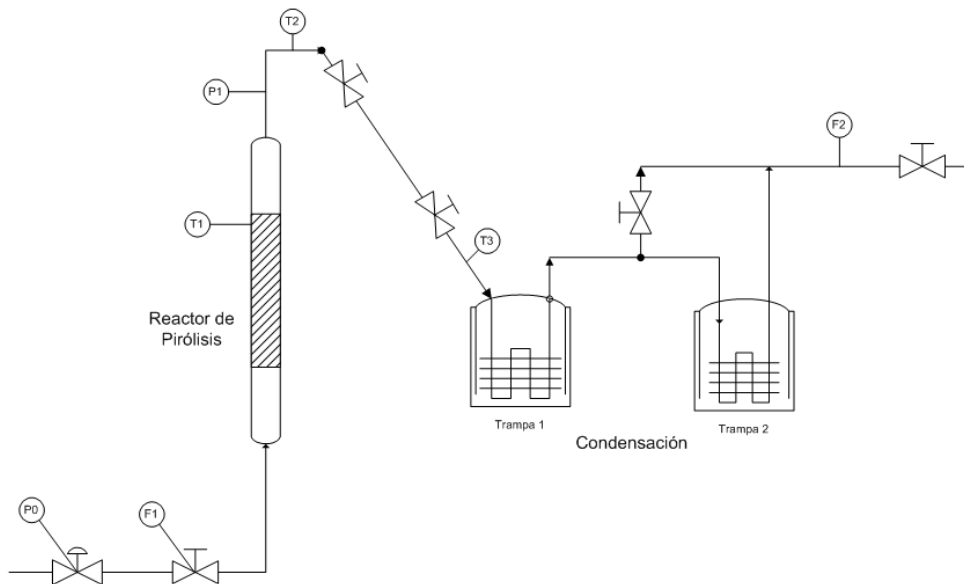 T2
P1
F2
T1
T3
Reactor de
Pirólisis
Trampa 1
Trampa 2
Condensación
P0
F1